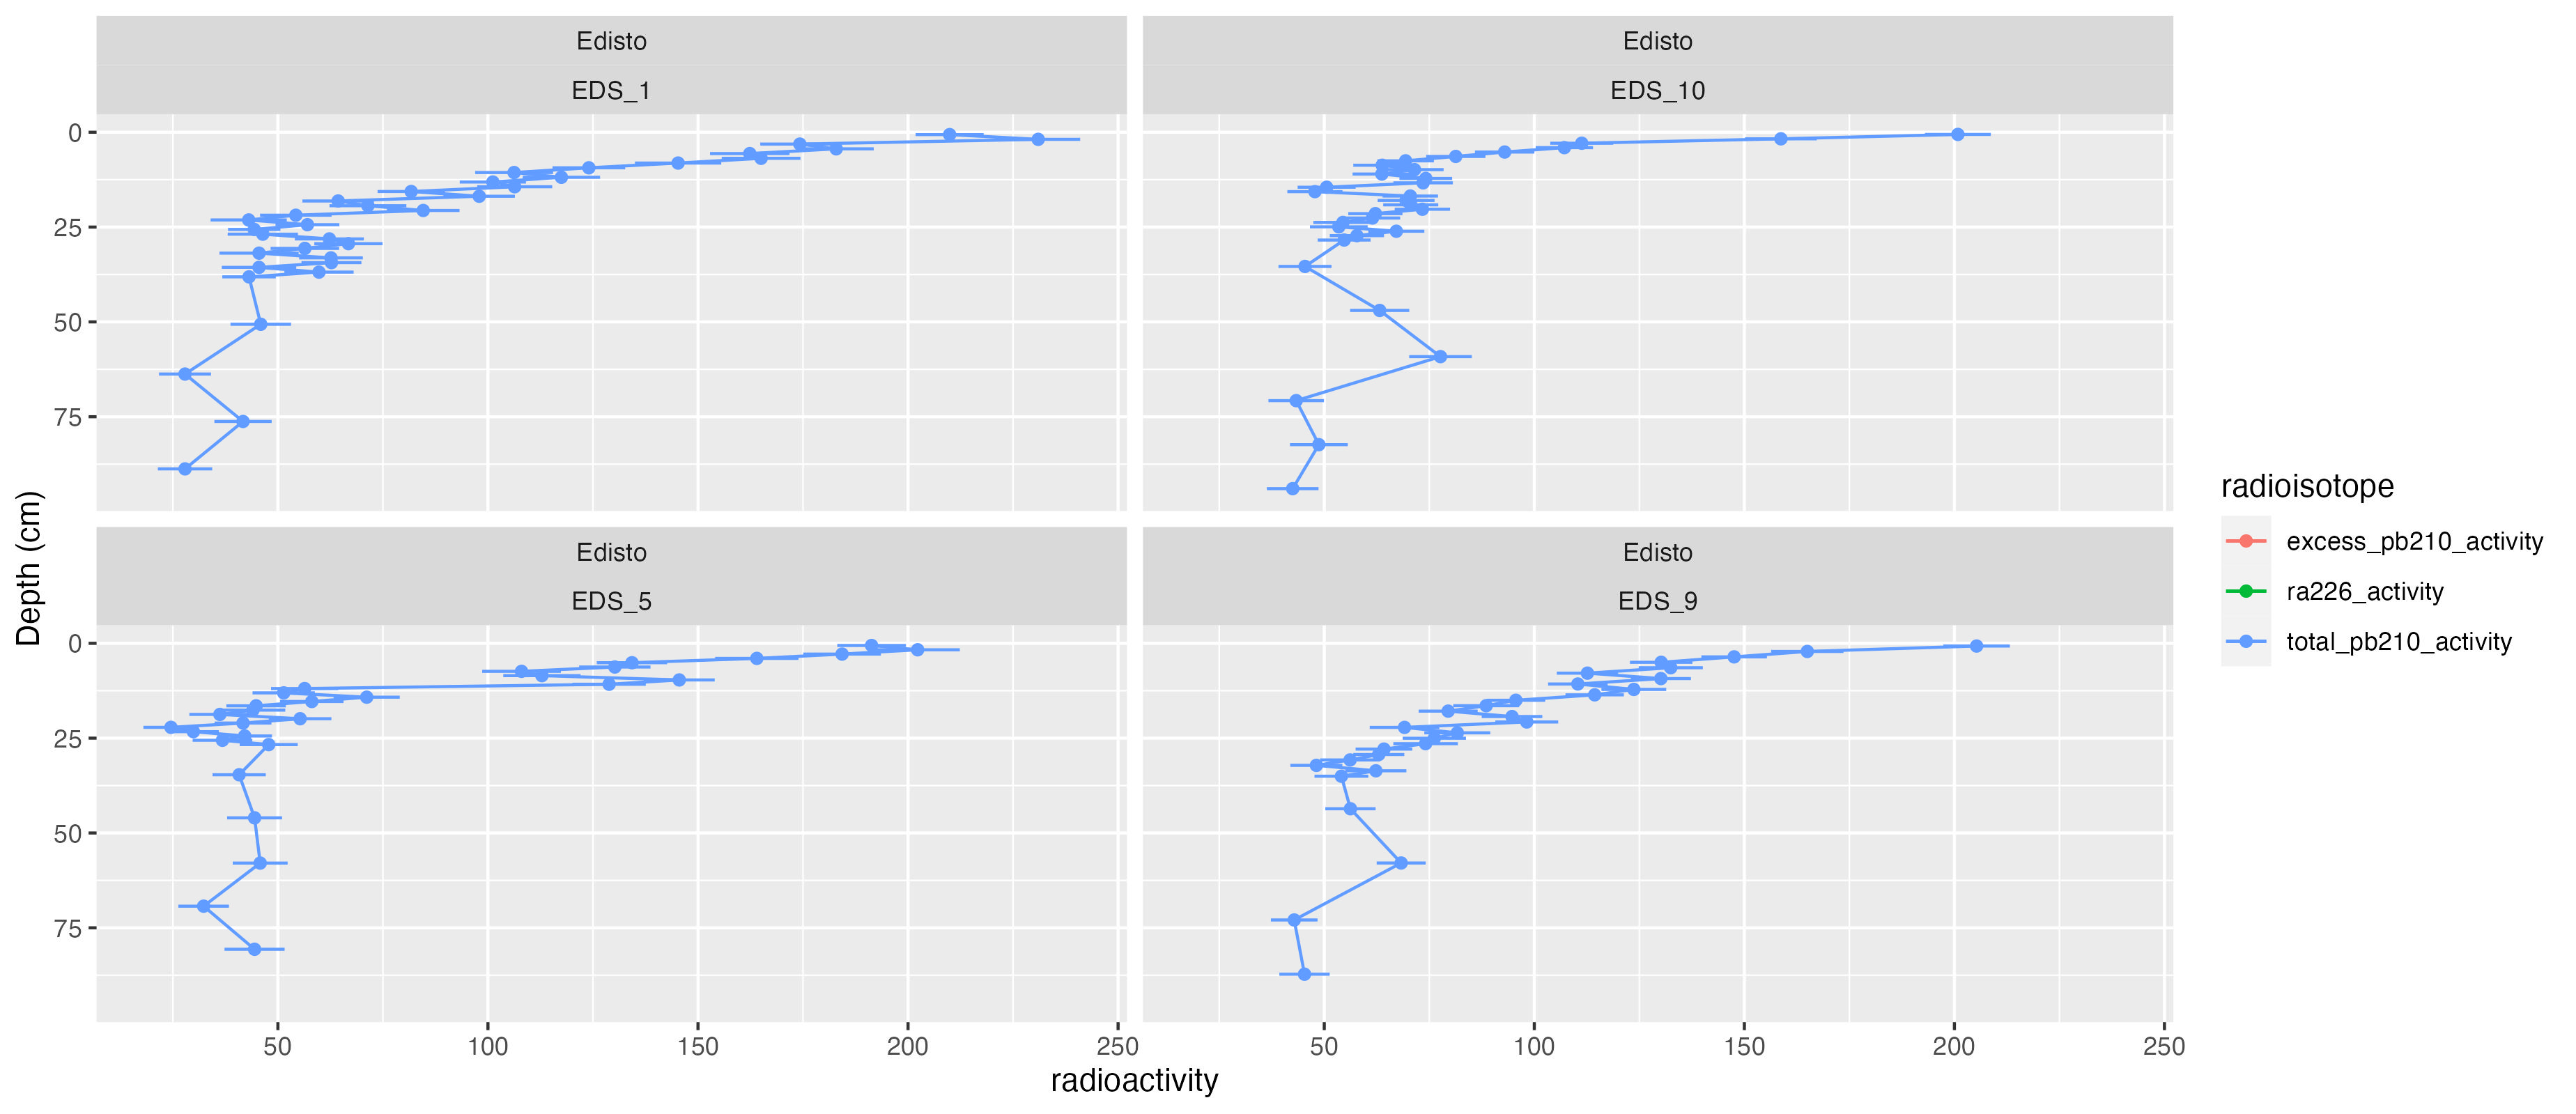 Edisto
EDS_1
Edisto
EDS_10
0
25
50
75
Edisto
EDS_5
Edisto
EDS_9
0
25
50
75
50
100
150
200
250
50
100
150
200
250
Depth (cm)
radioactivity
radioisotope
excess_pb210_activity
ra226_activity
total_pb210_activity